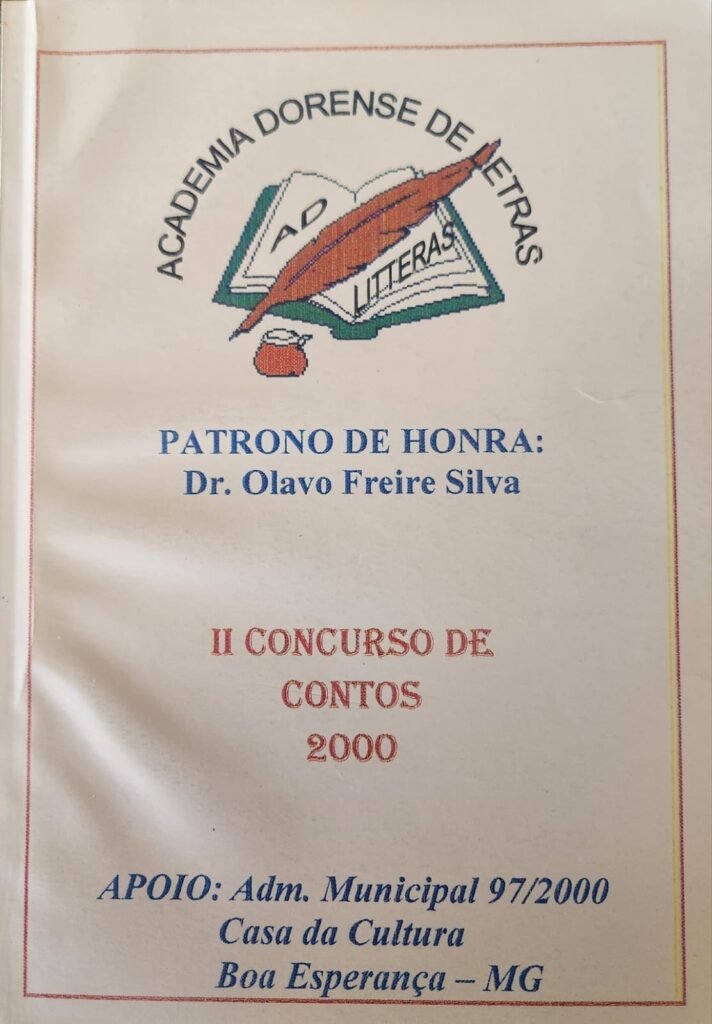 ACADEMIA DORENSE DE LETRAS
AD
LITTERAS
PATRONO DE HONRA:
Dr. Olavo Freire Silva
II CONCURSO DE
CONTOS
2000
APOIO: Adm. Municipal 97/2000
Casa da Cultura
Boa Esperança – MG